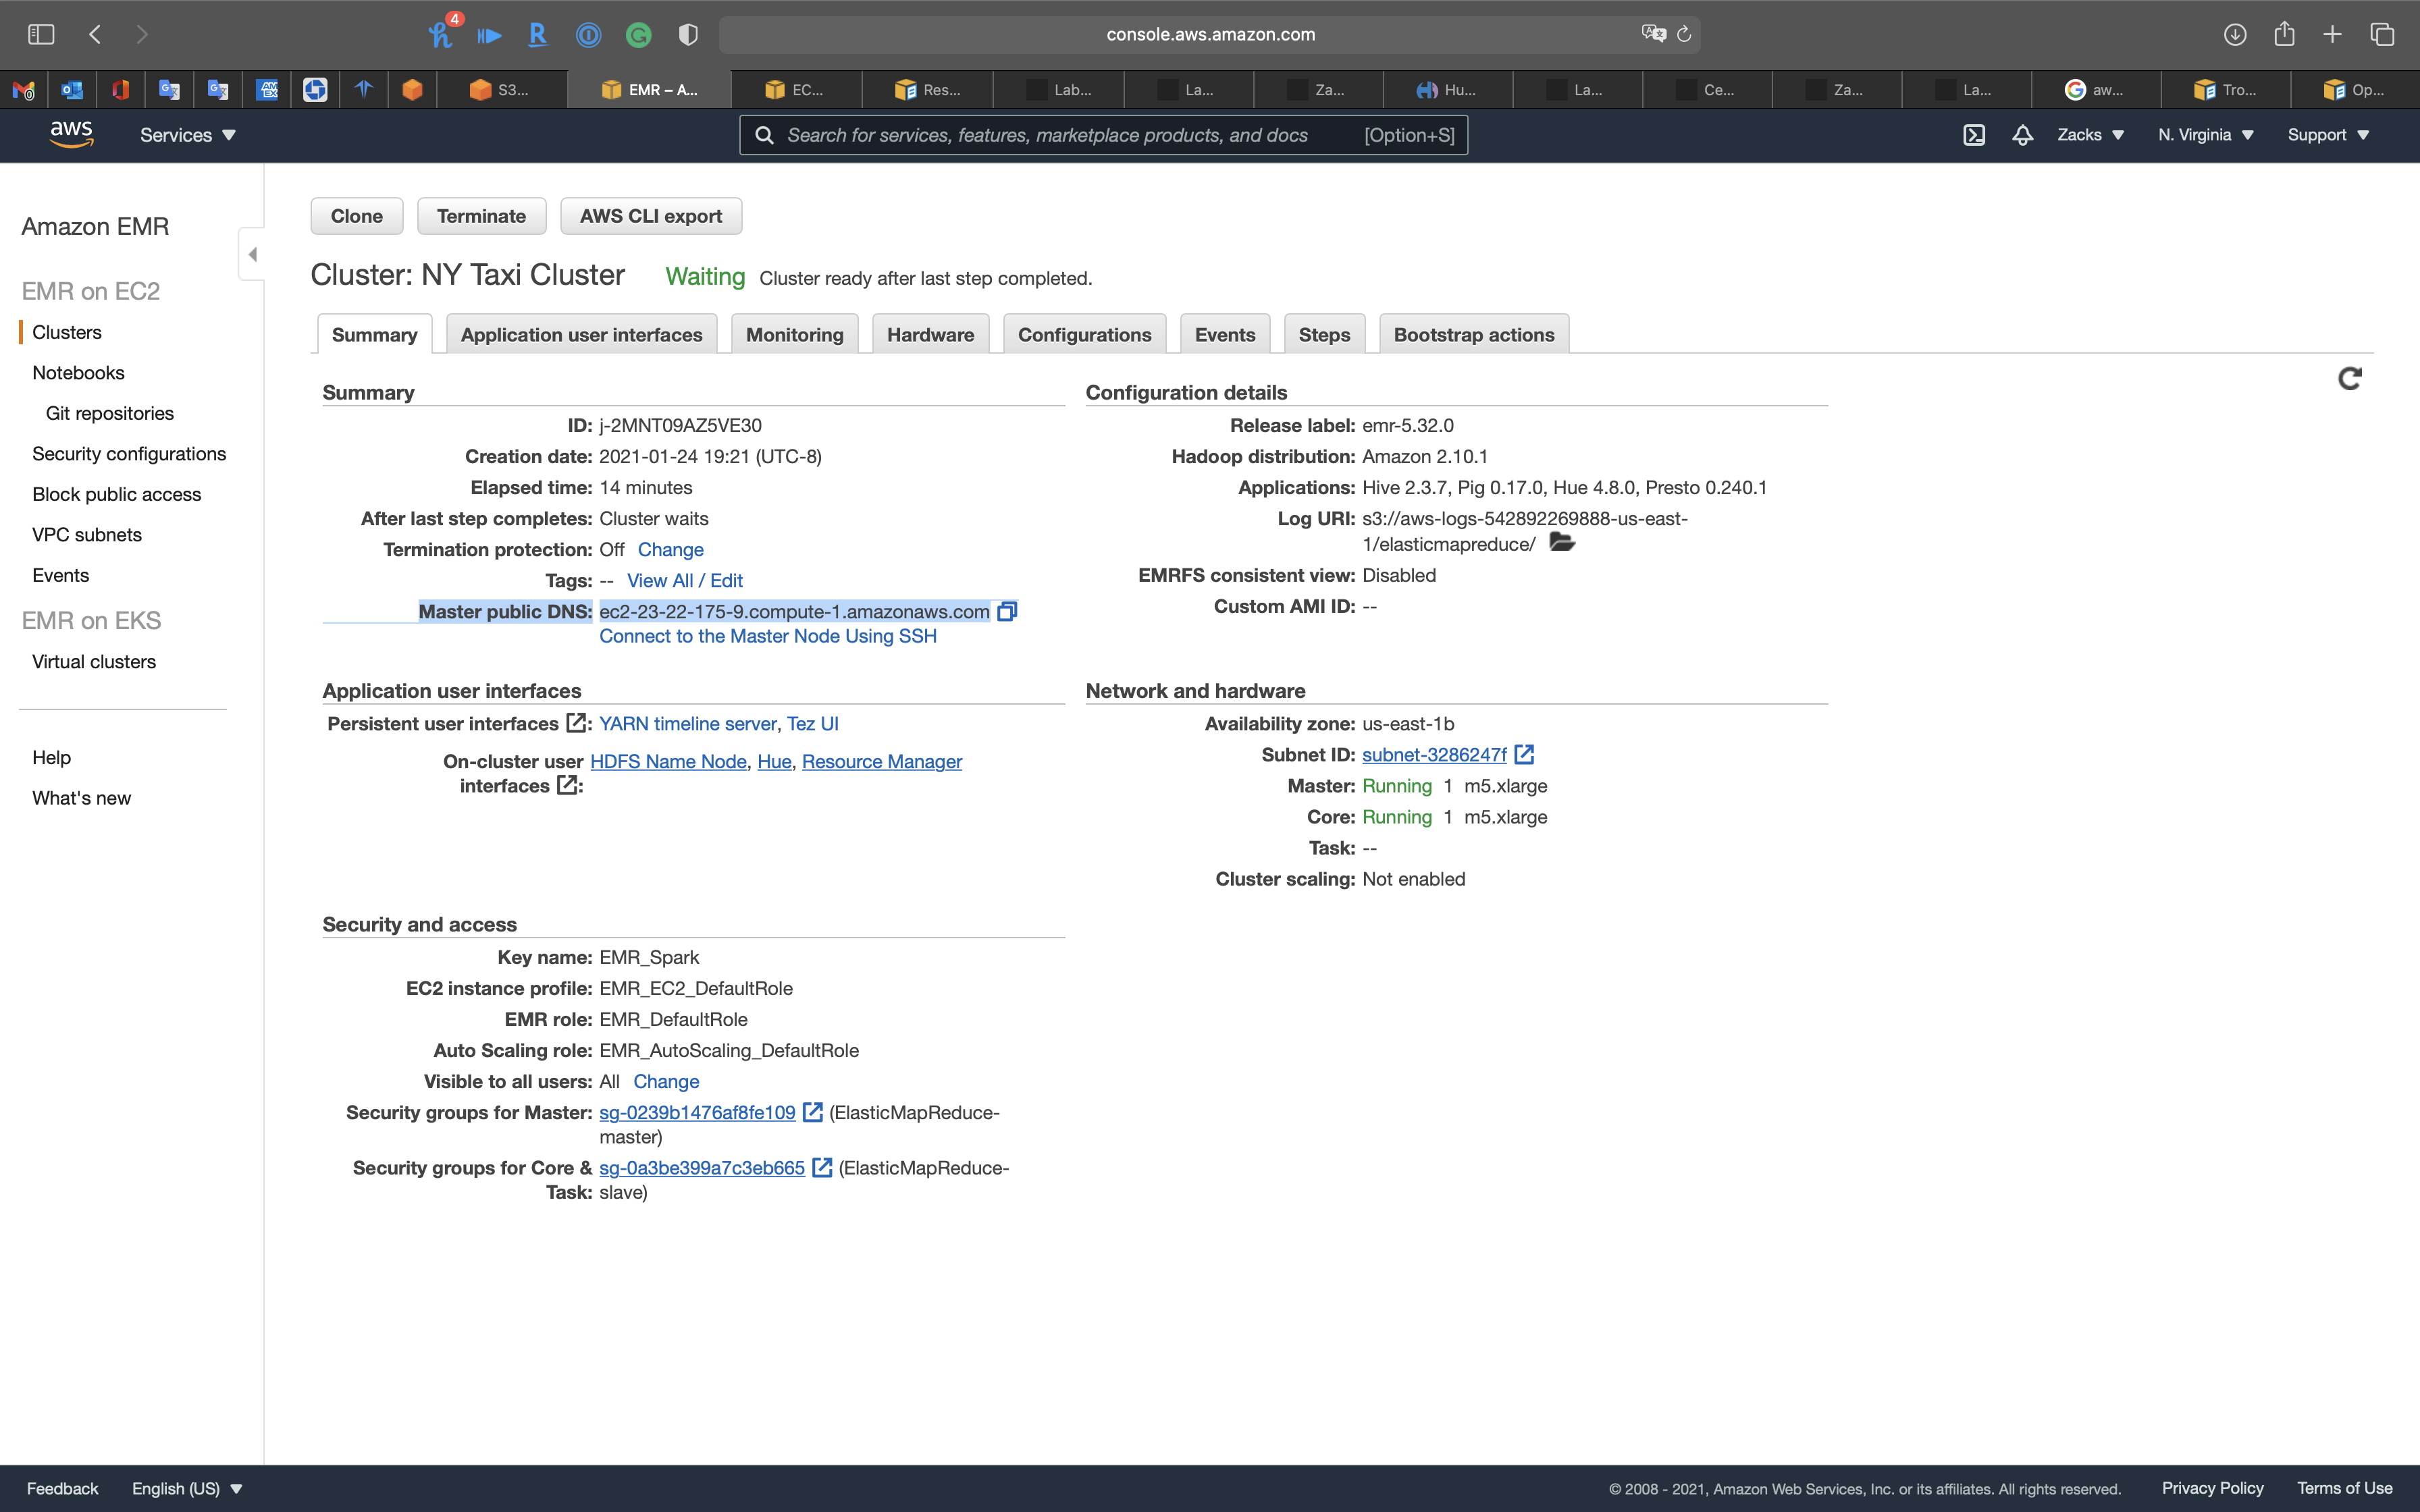 4
console.aws.amazon.com
S3...
EMR – A...
EC...
Res...
Lab...
La...
Za...
Hu...
La...
Ce...
Za...
La...
aw...
Tro...
Op...
aws
Services
Search for services, features, marketplace products, and docs [Option+S]
Zacks
N. Virginia
Support
Amazon EMR
EMR on EC2
Clusters
Notebooks
Git repositories
Security configurations
Block public access
VPC subnets
Events
EMR on EKS
Virtual clusters
Help
What's new
Clone
Terminate
AWS CLI export
Cluster: NY Taxi Cluster Waiting Cluster ready after last step completed.
Summary
Application user interfaces
Monitoring
Hardware
Configurations
Events
Steps
Bootstrap actions
Summary
ID: j-2MNT09AZ5VE30
Creation date: 2021-01-24 19:21 (UTC-8)
Elapsed time: 14 minutes
After last step completes: Cluster waits
Termination protection: Off Change
Tags: -- View All / Edit
Master public DNS: ec2-23-22-175-9.compute-1.amazonaws.com
Connect to the Master Node Using SSH
Configuration details
Release label: emr-5.32.0
Hadoop distribution: Amazon 2.10.1
Applications: Hive 2.3.7, Pig 0.17.0, Hue 4.8.0, Presto 0.240.1
Log URI: s3://aws-logs-542892269888-us-east-
1/elasticmapreduce/
EMRFS consistent view: Disabled
Custom AMI ID: --
Application user interfaces
Persistent user interfaces : YARN timeline server, Tez UI
On-cluster user HDFS Name Node, Hue, Resource Manager
interfaces :
Network and hardware
Availability zone: us-east-1b
Subnet ID: subnet-3286247f
Master: Running 1 m5.xlarge
Core: Running 1 m5.xlarge
Task: --
Cluster scaling: Not enabled
Security and access
Key name: EMR_Spark
EC2 instance profile: EMR_EC2_DefaultRole
EMR role: EMR_DefaultRole
Auto Scaling role: EMR_AutoScaling_DefaultRole
Visible to all users: All Change
Security groups for Master: sg-0239b1476af8fe109 (ElasticMapReduce-
master)
Security groups for Core & sg-0a3be399a7c3eb665 (ElasticMapReduce-
Task: slave)
Feedback
English (US)
© 2008 - 2021, Amazon Web Services, Inc. or its affiliates. All rights reserved.
Privacy Policy
Terms of Use